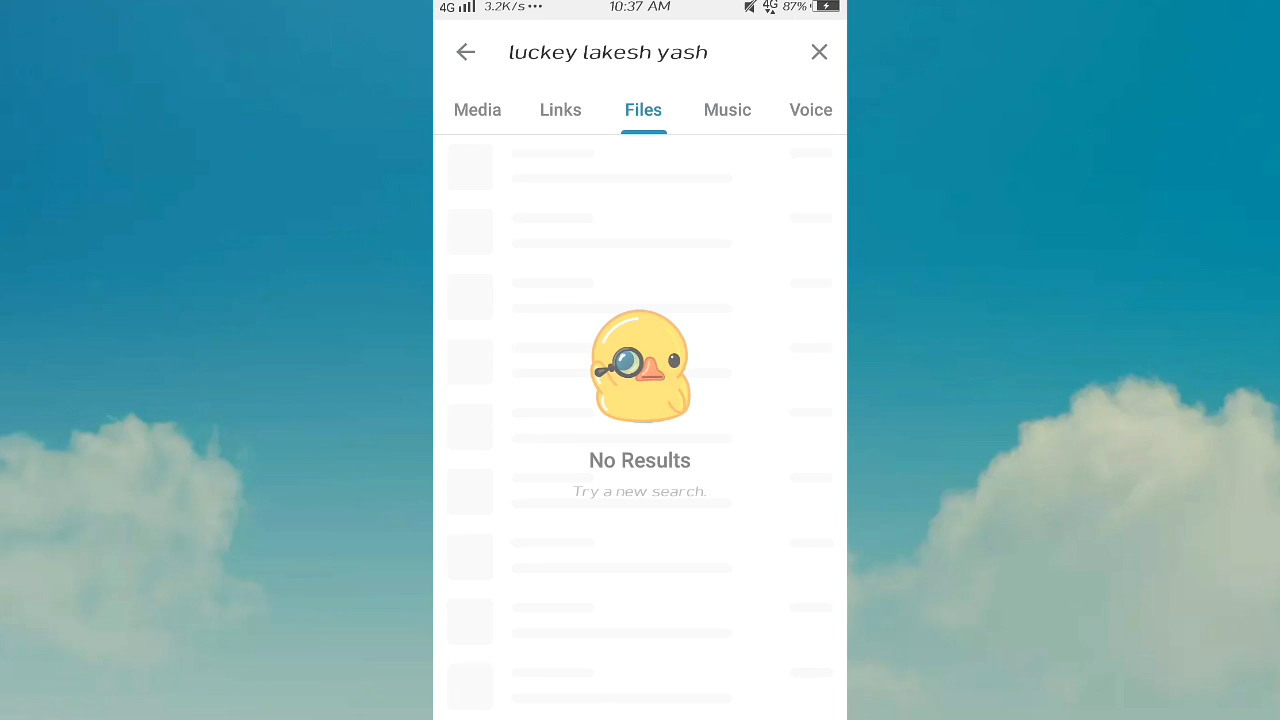 4G 3.2K/s ••• 10:37 AM 4G 87%
luckey lakesh yash
Media Links Files Music Voice
No Results
Try a new search.